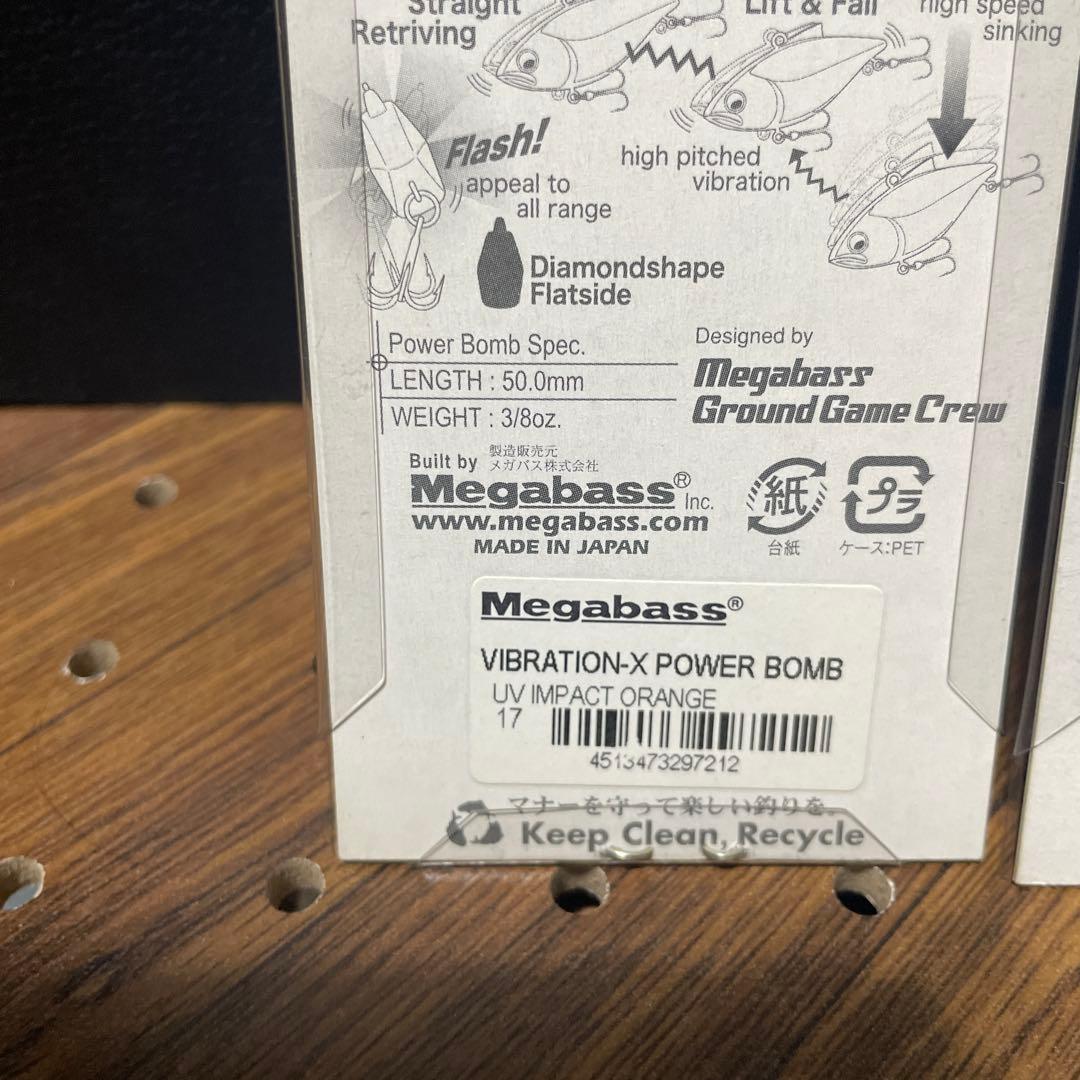 Straight
Retriving
Lift & Fall
high speed
sinking
Flash!
appeal to
all range
high pitched
vibration
Diamondshape
Flatside
Power Bomb Spec.
LENGTH : 50.0mm
WEIGHT : 3/8oz.
Designed by
Megabass
Ground Game Crew
Built by
製造販売元
メガバス株式会社
Megabass® Inc.
www.megabass.com
MADE IN JAPAN
紙
台紙
プラ
ケース:PET
Megabass®
VIBRATION-X POWER BOMB
UV IMPACT ORANGE
17
4513473297212
マナーを守って楽しい釣りを。
Keep Clean, Recycle